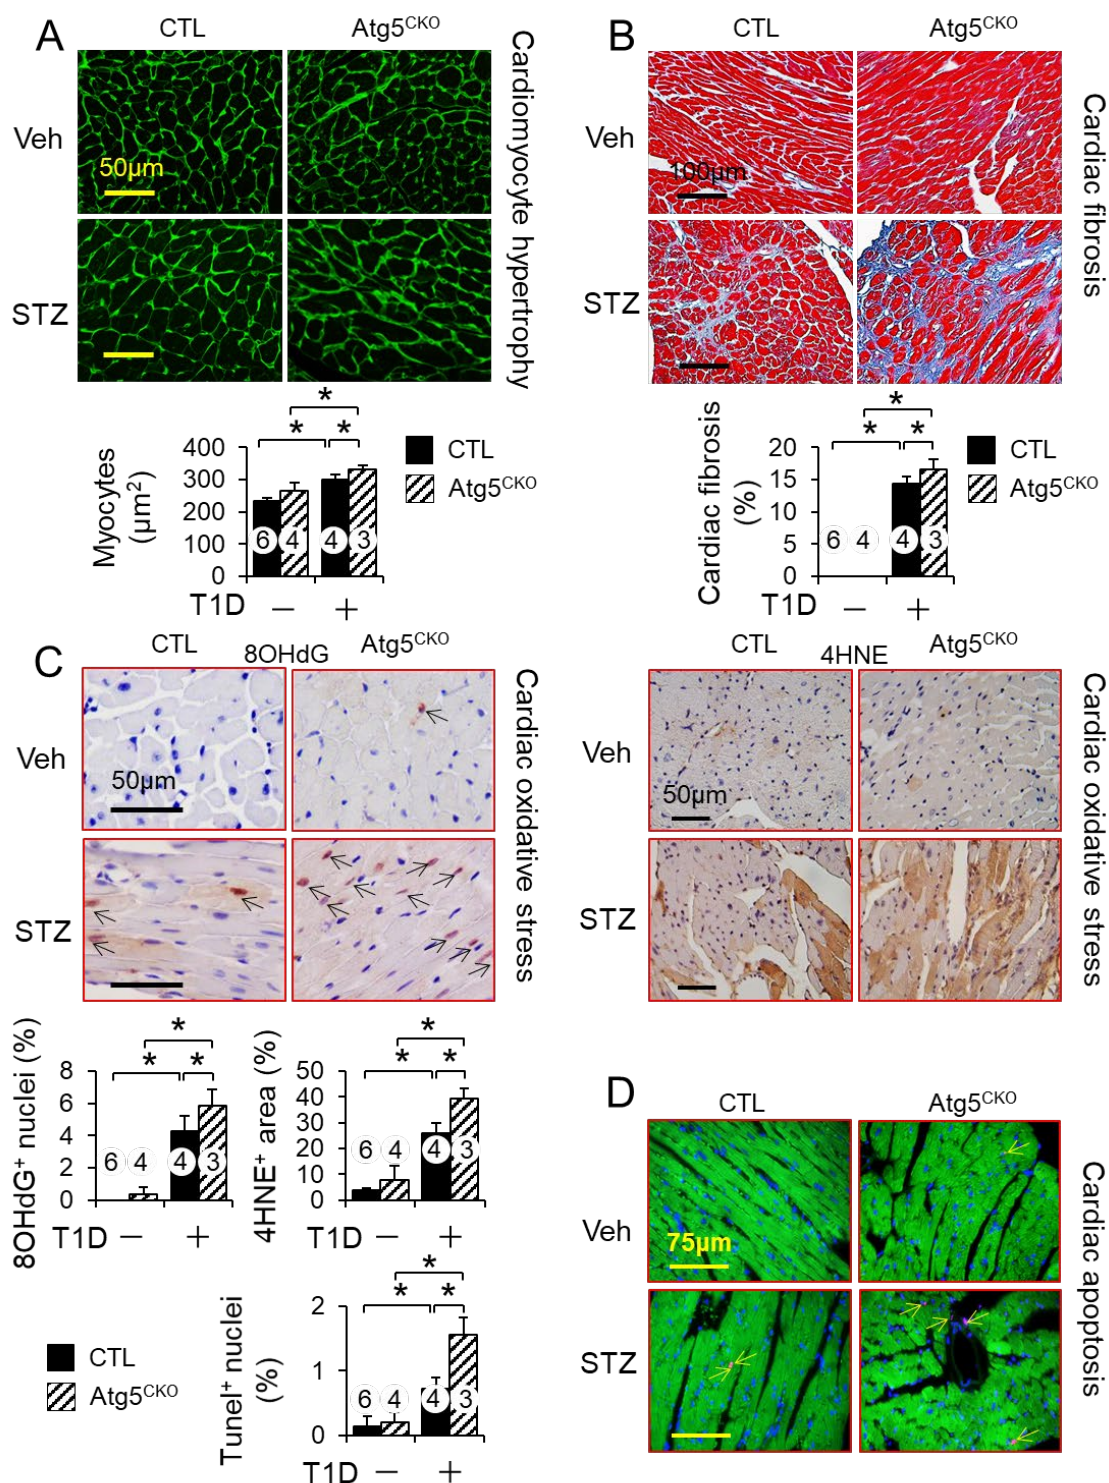 A
CTL
Atg5CKO
Veh
50µm
STZ
Cardiomyocyte hypertrophy
Myocytes
(µm2)
400
300
200
100
0
*
*
*
6
4
4
3
T1D
−
+
CTL
Atg5CKO
B
CTL
Atg5CKO
Veh
100µm
STZ
Cardiac fibrosis
Cardiac fibrosis
(%)
20
15
10
5
0
*
*
*
6
4
4
3
T1D
−
+
CTL
Atg5CKO
C
CTL
8OHdG
Atg5CKO
Veh
50µm
STZ
Cardiac oxidative stress
CTL
4HNE
Atg5CKO
Veh
50µm
STZ
Cardiac oxidative stress
8OHdG+ nuclei (%)
8
6
4
2
0
*
*
*
6
4
4
3
T1D
−
+
4HNE+ area (%)
50
40
30
20
10
0
*
*
*
6
4
4
3
T1D
−
+
CTL
Atg5CKO
Tunel+ nuclei
(%)
2
1
0
*
*
*
6
4
4
3
T1D
−
+
D
CTL
Atg5CKO
Veh
75µm
STZ
Cardiac apoptosis